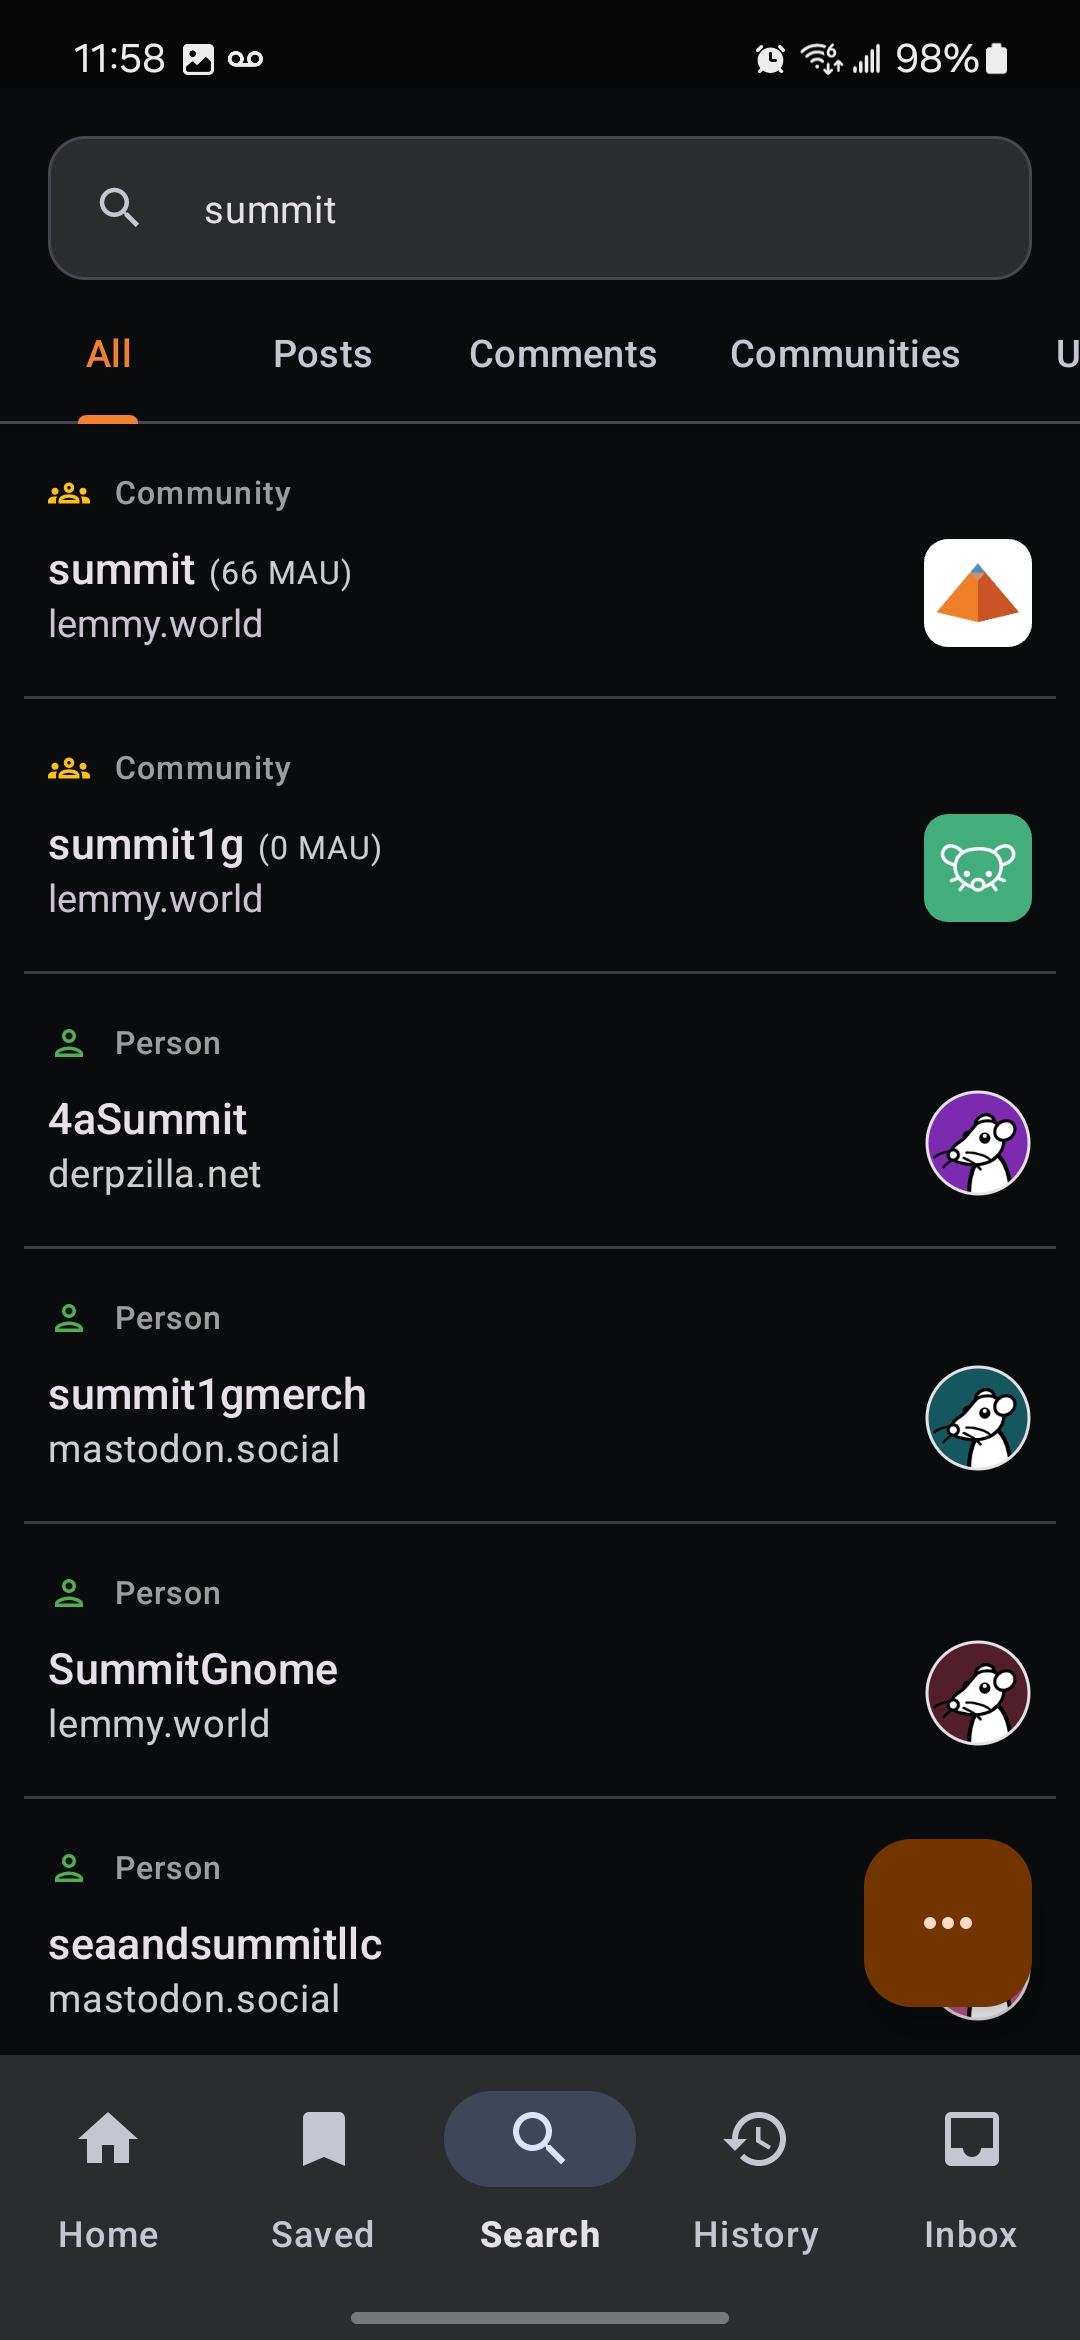 11:58 98%
summit
All Posts Comments Communities U
Community
summit (66 MAU)
lemmy.world
Community
summit1g (0 MAU)
lemmy.world
Person
4aSummit
derpzilla.net
Person
summit1gmerch
mastodon.social
Person
SummitGnome
lemmy.world
Person
seaandsummitllc
mastodon.social
Home Saved Search History Inbox